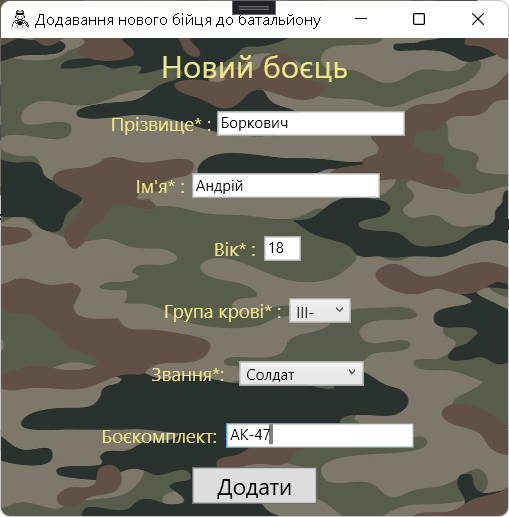 Додавання нового бійця до батальйону
Новий боєць
Прізвище* : Боркович
Ім'я* : Андрій
Вік* : 18
Група крові* : III-
Звання*: Солдат
Боєкомплект: АК-47
Додати